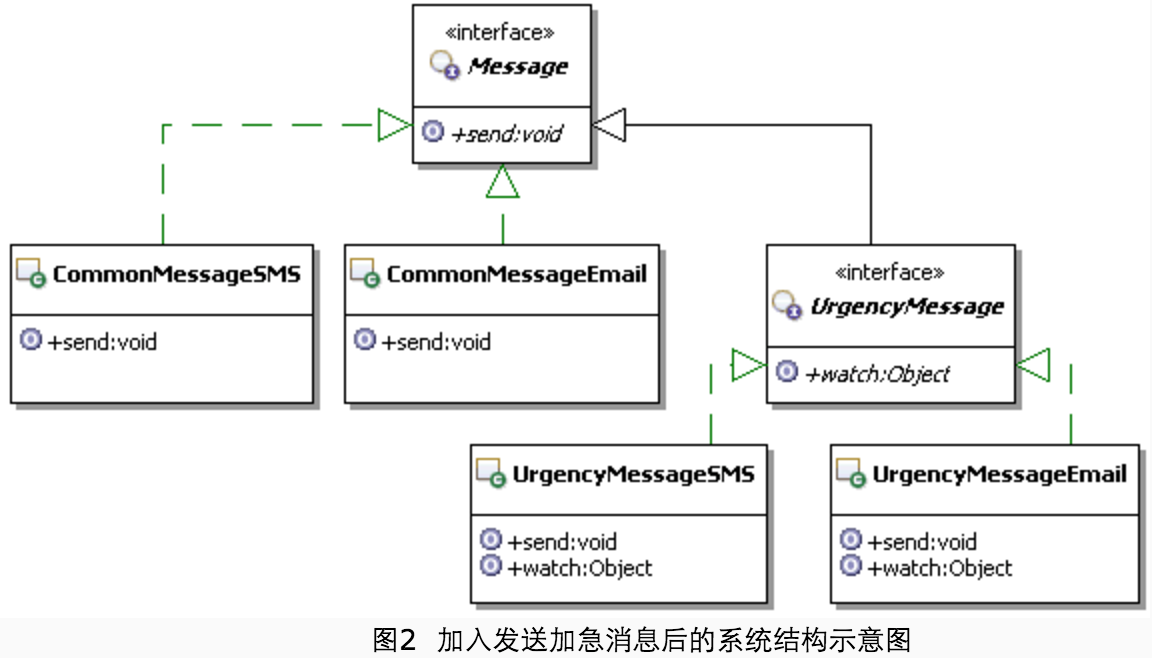 «interface»
Message
+send:void
CommonMessageSMS
+send:void
CommonMessageEmail
+send:void
«interface»
UrgencyMessage
+watch:Object
UrgencyMessageSMS
+send:void
+watch:Object
UrgencyMessageEmail
+send:void
+watch:Object
图2 加入发送加急消息后的系统结构示意图